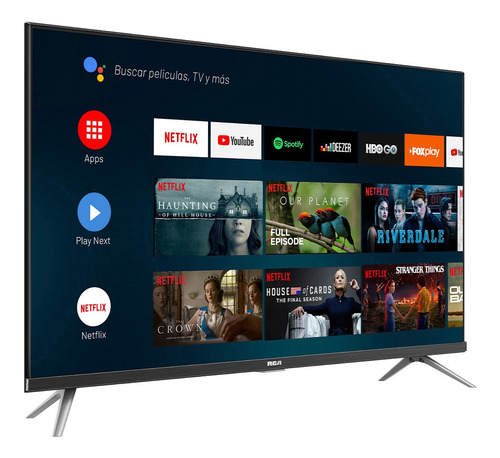 Buscar películas, TV y más
NETFLIX
YouTube
Spotify
DEEZER
HBO GO
FOXplay
Apps
NETFLIX
THE
HAUNTING
OF HILL HOUSE
NETFLIX
OUR PLANET
FULL
EPISODE
NETFLIX
RIVERDALE
Play Next
NETFLIX
THE
CROWN
NETFLIX
HOUSE of CARDS
THE FINAL SEASON
NETFLIX
STRANGER THINGS
NETFLIX
Netflix
RCA